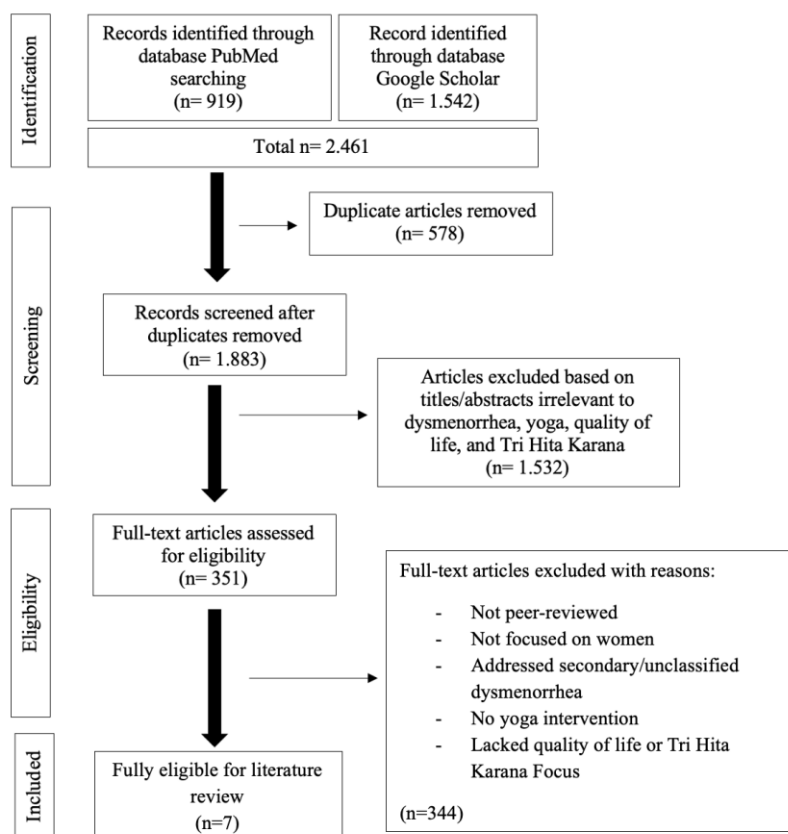 Identification
Records identified through
database PubMed
searching
(n= 919)
Record identified
through database
Google Scholar
(n= 1.542)
Total n= 2.461
Screening
Duplicate articles removed
(n= 578)
Records screened after
duplicates removed
(n= 1.883)
Articles excluded based on
titles/abstracts irrelevant to
dysmenorrhea, yoga, quality of
life, and Tri Hita Karana
(n= 1.532)
Eligibility
Full-text articles assessed
for eligibility
(n= 351)
Full-text articles excluded with reasons:
- Not peer-reviewed
- Not focused on women
- Addressed secondary/unclassified
dysmenorrhea
- No yoga intervention
- Lacked quality of life or Tri Hita
Karana Focus
(n=344)
Included
Fully eligible for literature
review
(n=7)